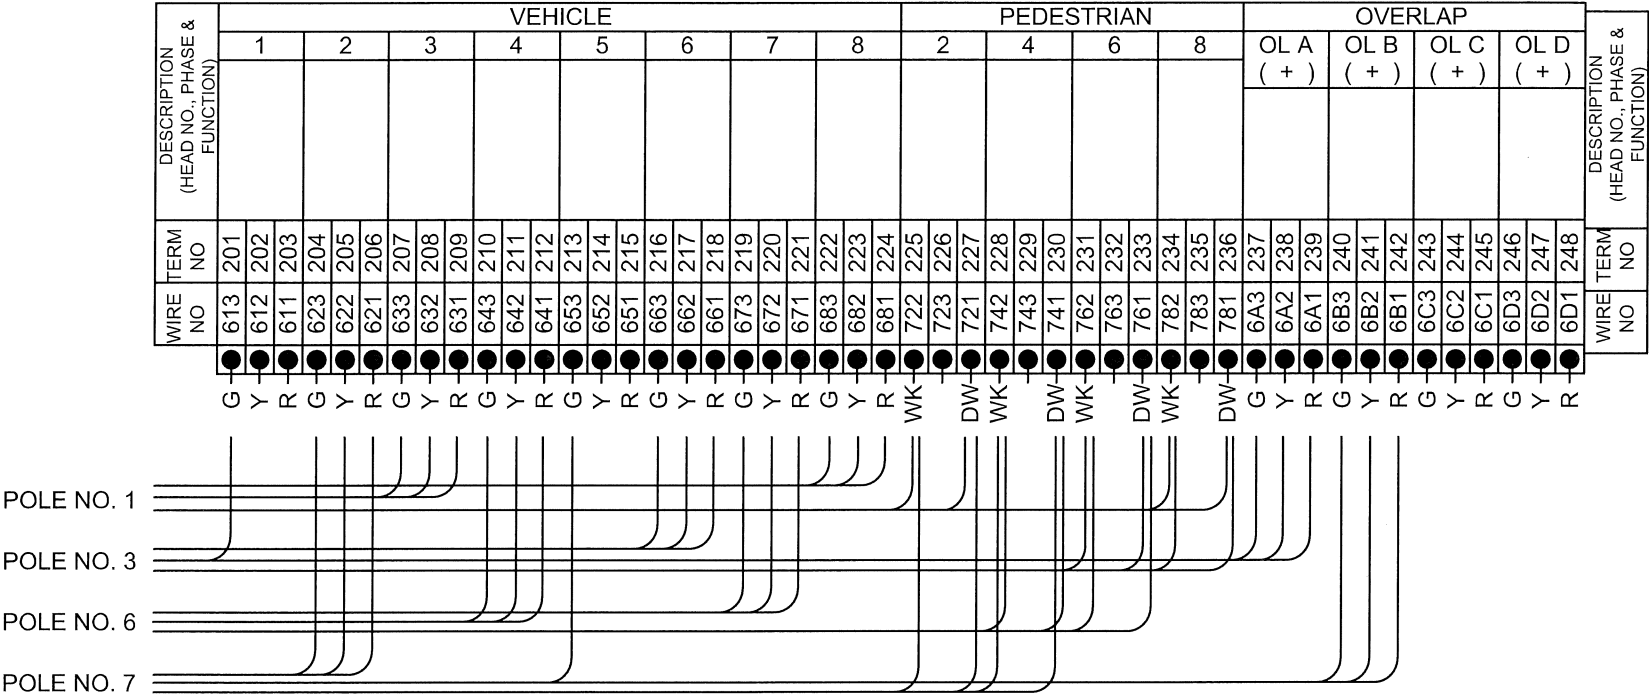 VEHICLE PEDESTRIAN OVERLAP
DESCRIPTION
(HEAD NO., PHASE &
FUNCTION)
1 2 3 4 5 6 7 8 2 4 6 8 OL A OL B OL C OL D
( + ) ( + ) ( + ) ( + )
DESCRIPTION
(HEAD NO., PHASE &
FUNCTION)
TERM
NO
201 202 203 204 205 206 207 208 209 210 211 212 213 214 215 216 217 218 219 220 221 222 223 224 225 226 227 228 229 230 231 232 233 234 235 236 237 238 239 240 241 242 243 244 245 246 247 248
TERM
NO
WIRE
NO
613 612 611 623 622 621 633 632 631 643 642 641 653 652 651 663 662 661 673 672 671 683 682 681 722 723 721 742 743 741 762 763 761 782 783 781 6A3 6A2 6A1 6B3 6B2 6B1 6C3 6C2 6C1 6D3 6D2 6D1
WIRE
NO
G Y R G Y R G Y R G Y R G Y R G Y R G Y R G Y R WK DW WK DW WK DW WK DW G Y R G Y R G Y R G Y R
POLE NO. 1
POLE NO. 3
POLE NO. 6
POLE NO. 7